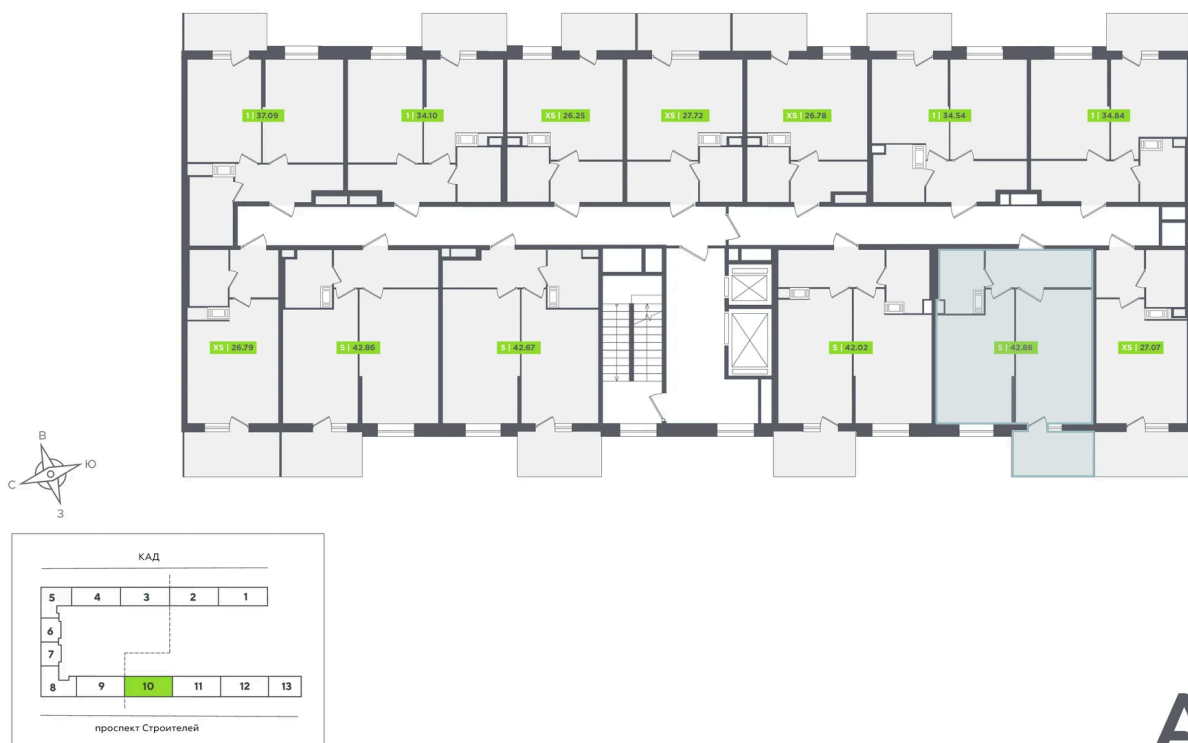 1 | 37.09
1 | 34.10
XS | 26.25
XS | 27.72
XS | 26.78
1 | 34.54
1 | 34.84
XS | 26.79
S | 42.86
S | 42.67
S | 42.02
S | 42.86
XS | 27.07
В
Ю
С
З
КАД
5 4 3 2 1
6
7
8 9 10 11 12 13
проспект Строителей